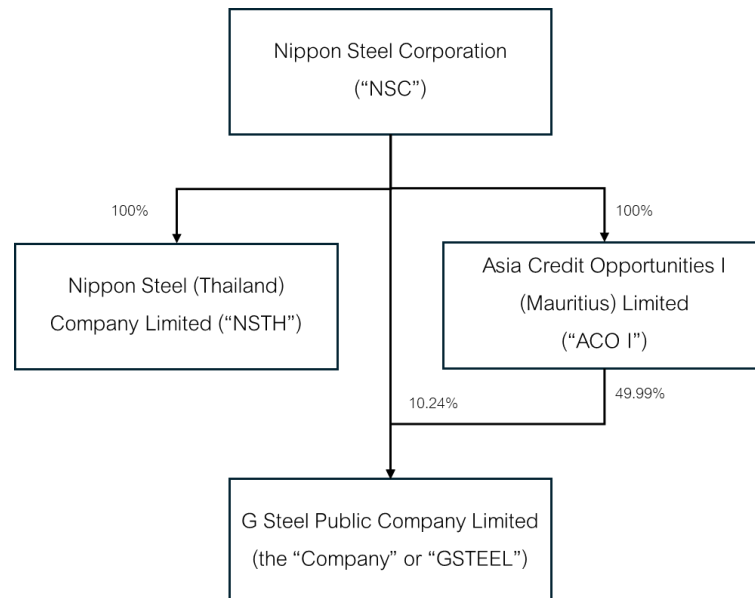 Nippon Steel Corporation
(“NSC”)
100%
100%
Nippon Steel (Thailand)
Company Limited (“NSTH”)
Asia Credit Opportunities I
(Mauritius) Limited
(“ACO I”)
10.24%
49.99%
G Steel Public Company Limited
(the “Company” or “GSTEEL”)